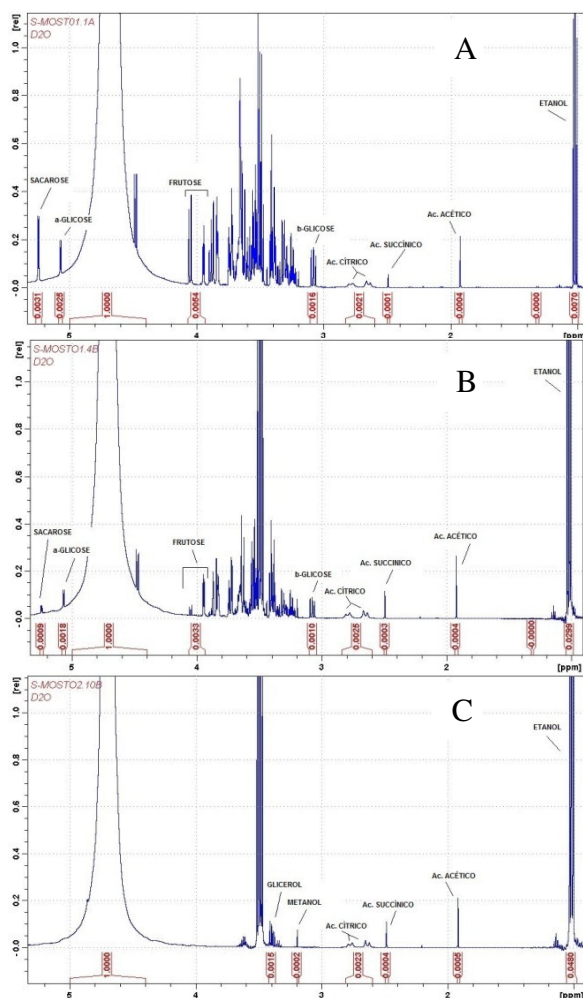 S-MOST01.1A
D2O
A
[rel]
ETANOL
SACAROSE
a-GLICOSE
FRUTOSE
b-GLICOSE
Ac. CÍTRICO
Ac. SUCCÍNICO
Ac. ACÉTICO
1.0
0.8
0.6
0.4
0.2
- 0.0
0.0031
0.0025
1.0000
0.0054
0.0016
0.0021
0.0001
0.0004
-0.0000
0.0070
5
4
3
2
[ppm]
S-MOSTO1.4B
D2O
B
[rel]
ETANOL
SACAROSE
a-GLICOSE
FRUTOSE
b-GLICOSE
Ac. CÍTRICO
Ac. SUCCINICO
Ac. ACÉTICO
1.0
0.8
0.6
0.4
0.2
0.0
0.0009
0.0018
1.0000
0.0033
0.0010
0.0025
0.0003
0.0004
-0.0000
0.0299
5
4
3
2
[ppm]
S-MOSTO2.10B
D2O
C
[rel]
ETANOL
GLICEROL
METANOL
Ac. CÍTRICO
Ac. SUCCÍNICO
Ac. ACÉTICO
1.0
0.8
0.6
0.4
0.2
0.0
1.0000
0.0015
0.0002
0.0023
0.0004
0.0005
0.0480
5
4
3
2
[ppm]